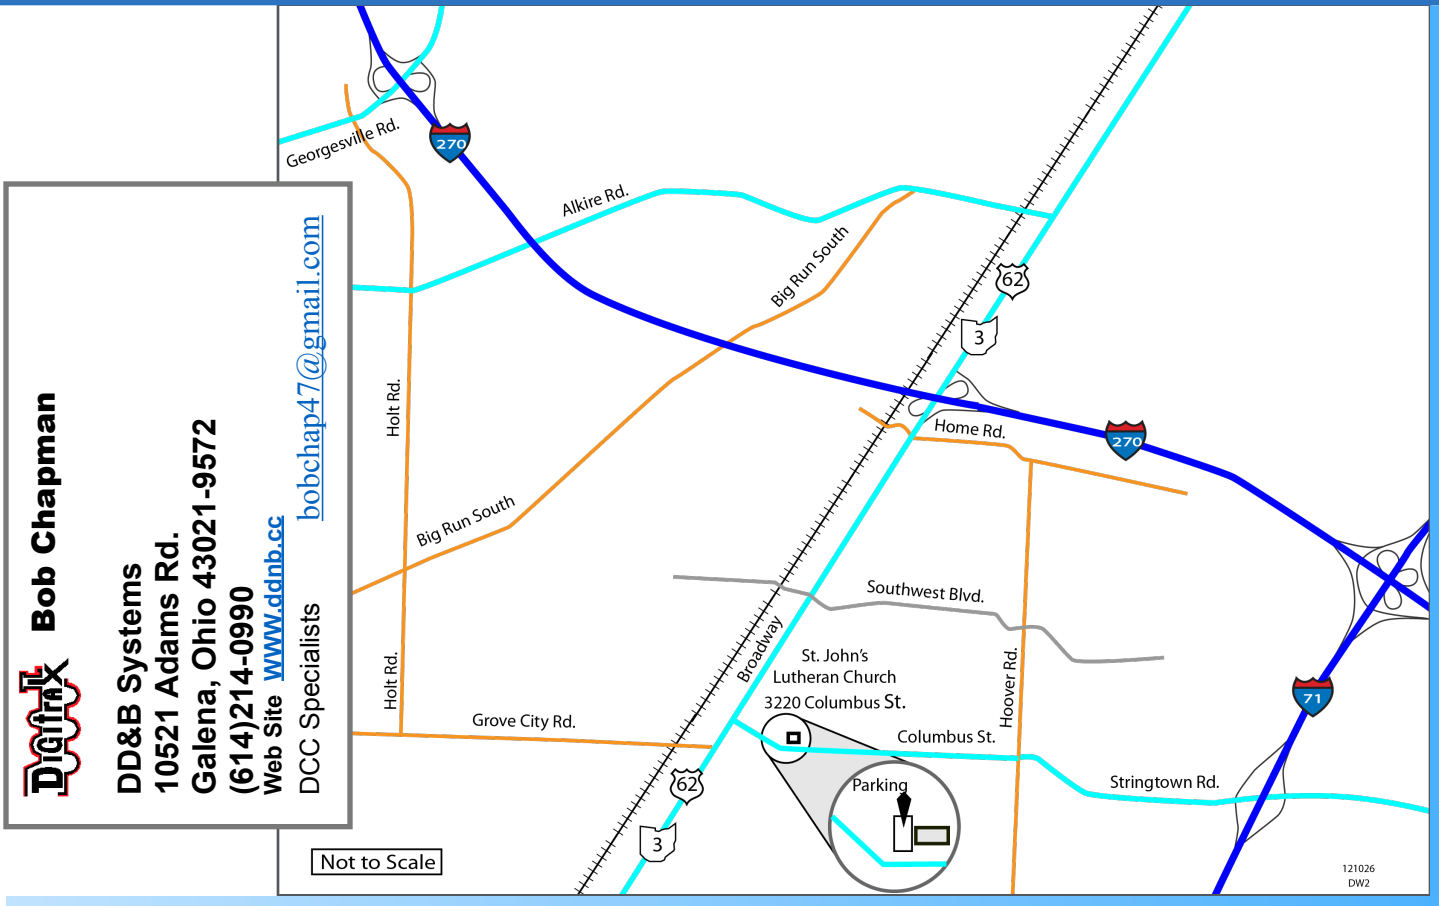 Georgesville Rd.
270
Alkire Rd.
Big Run South
62
3
Holt Rd.
Home Rd.
270
Big Run South
Southwest Blvd.
Broadway
St. John's
Lutheran Church
3220 Columbus St.
Hoover Rd.
71
Holt Rd.
Grove City Rd.
Columbus St.
Stringtown Rd.
62
Parking
3
Not to Scale
121026
DW2
Digitrax
Bob Chapman
DD&B Systems
10521 Adams Rd.
Galena, Ohio 43021-9572
(614)214-0990
Web Site www.ddnb.cc
DCC Specialists bobchap47@gmail.com